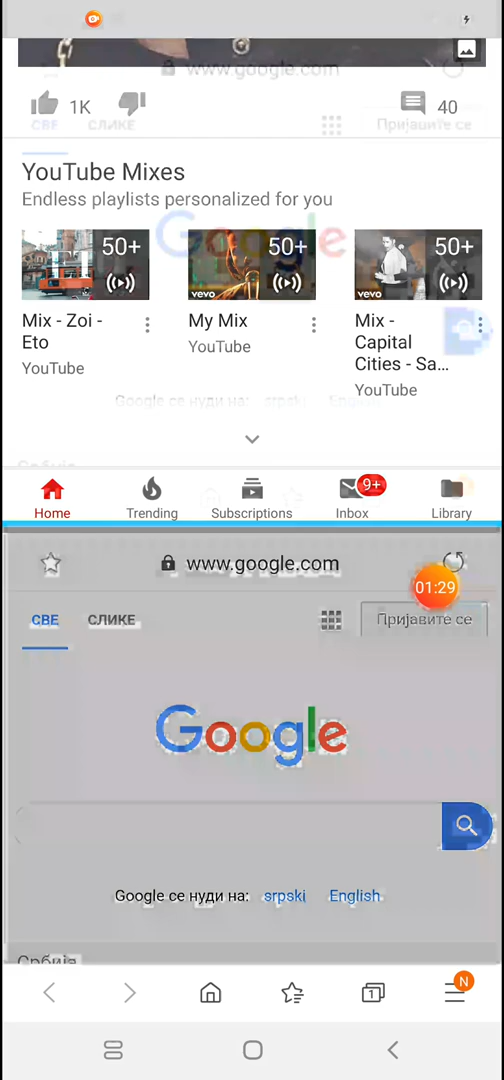 www.google.com
1K
40
СВЕ СЛИКЕ Пријавите се
YouTube Mixes
Endless playlists personalized for you
Google
50+ 50+ 50+
vevo vevo
Mix - Zoi - Eto
YouTube
My Mix
YouTube
Mix - Capital Cities - Sa...
YouTube
Google се нуди на: srpski English
Србија
9+
Home Trending Subscriptions Inbox Library
www.google.com
01:29
СВЕ СЛИКЕ Пријавите се
Google
Google се нуди на: srpski English
Србија
1
N